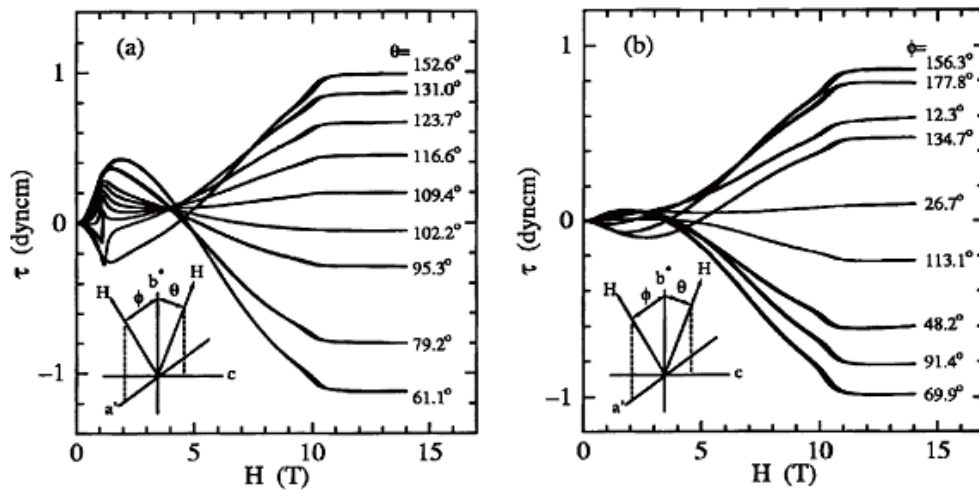 (a)
θ=
152.6°
131.0°
123.7°
116.6°
109.4°
102.2°
95.3°
79.2°
61.1°
1
0
-1
τ (dyncm)
H b* H
ϕ θ
c
a'
0 5 10 15
H (T)
(b)
ϕ=
156.3°
177.8°
12.3°
134.7°
26.7°
113.1°
48.2°
91.4°
69.9°
1
0
-1
τ (dyncm)
H b* H
ϕ θ
c
a'
0 5 10 15
H (T)